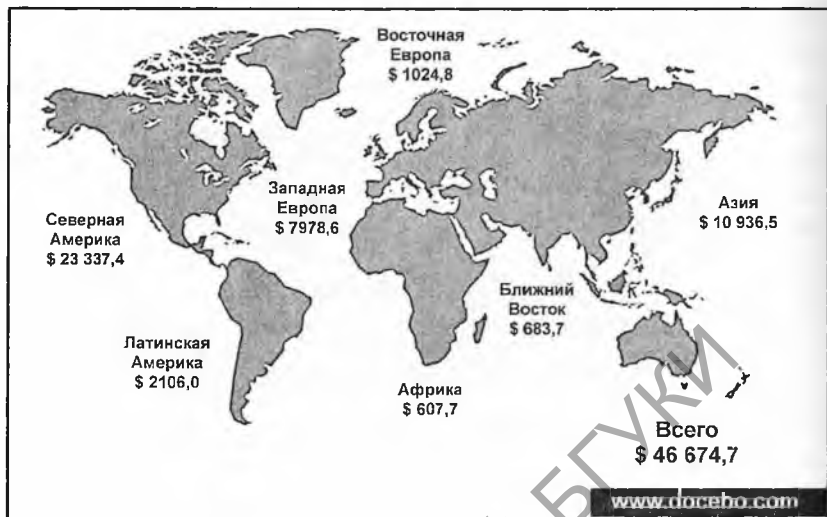 Восточная
Европа
$ 1024,8
Западная
Европа
$ 7978,6
Азия
$ 10 936,5
Северная
Америка
$ 23 337,4
Ближний
Восток
$ 683,7
Латинская
Америка
$ 2106,0
Африка
$ 607,7
Всего
$ 46 674,7
БГУКИ
www.docebo.com